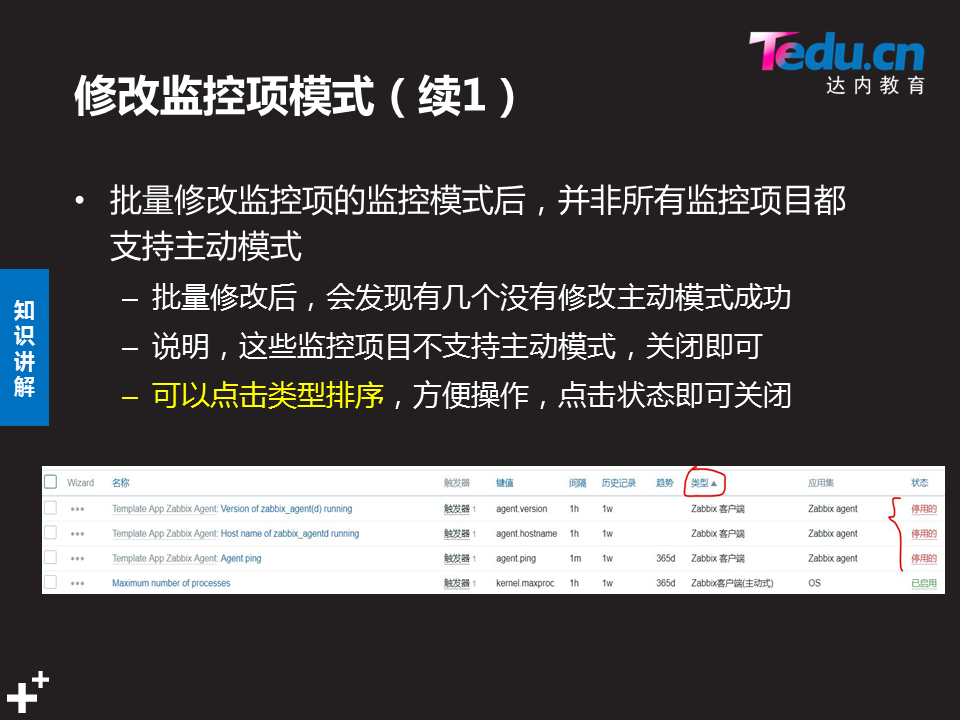 Tedu.cn
达内教育
修改监控项模式（续1）
• 批量修改监控项的监控模式后，并非所有监控项目都
支持主动模式
– 批量修改后，会发现有几个没有修改主动模式成功
– 说明，这些监控项目不支持主动模式，关闭即可
– 可以点击类型排序，方便操作，点击状态即可关闭
知识讲解
Wizard 名称 触发器 键值 间隔 历史记录 趋势 类型▲ 应用集 状态
••• Template App Zabbix Agent: Version of zabbix_agent(d) running 触发器 1 agent.version 1h 1w Zabbix 客户端 Zabbix agent 停用的
••• Template App Zabbix Agent: Host name of zabbix_agentd running 触发器 1 agent.hostname 1h 1w Zabbix 客户端 Zabbix agent 停用的
••• Template App Zabbix Agent: Agent ping 触发器 1 agent.ping 1m 1w 365d Zabbix 客户端 Zabbix agent 停用的
••• Maximum number of processes 触发器 1 kernel.maxproc 1h 1w 365d Zabbix客户端(主动式) OS 已启用